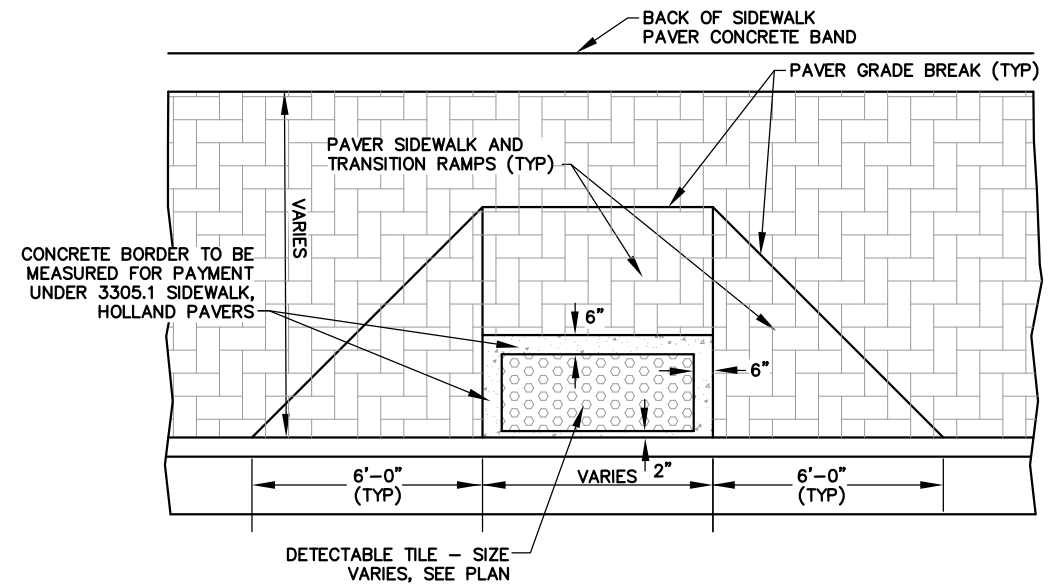 BACK OF SIDEWALK
PAVER CONCRETE BAND
PAVER GRADE BREAK (TYP)
PAVER SIDEWALK AND
TRANSITION RAMPS (TYP)
VARIES
CONCRETE BORDER TO BE
MEASURED FOR PAYMENT
UNDER 3305.1 SIDEWALK,
HOLLAND PAVERS
6"
6"
6'-0"
(TYP)
VARIES
2"
6'-0"
(TYP)
DETECTABLE TILE – SIZE
VARIES, SEE PLAN